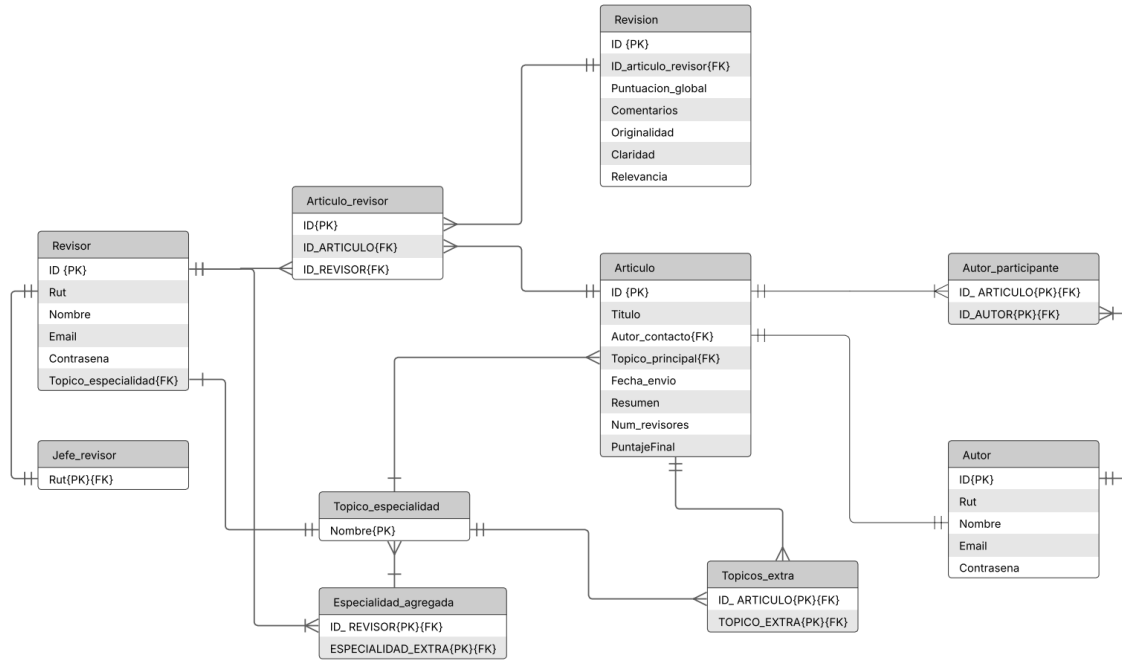 Revision
ID {PK}
ID_articulo_revisor{FK}
Puntuacion_global
Comentarios
Originalidad
Claridad
Relevancia
Articulo_revisor
ID{PK}
ID_ARTICULO{FK}
ID_REVISOR{FK}
Revisor
ID {PK}
Rut
Nombre
Email
Contrasena
Topico_especialidad{FK}
Articulo
ID {PK}
Titulo
Autor_contacto{FK}
Topico_principal{FK}
Fecha_envio
Resumen
Num_revisores
PuntajeFinal
Autor_participante
ID_ ARTICULO{PK}{FK}
ID_AUTOR{PK}{FK}
Jefe_revisor
Rut{PK}{FK}
Autor
ID{PK}
Rut
Nombre
Email
Contrasena
Topico_especialidad
Nombre{PK}
Topicos_extra
ID_ ARTICULO{PK}{FK}
TOPICO_EXTRA{PK}{FK}
Especialidad_agregada
ID_ REVISOR{PK}{FK}
ESPECIALIDAD_EXTRA{PK}{FK}